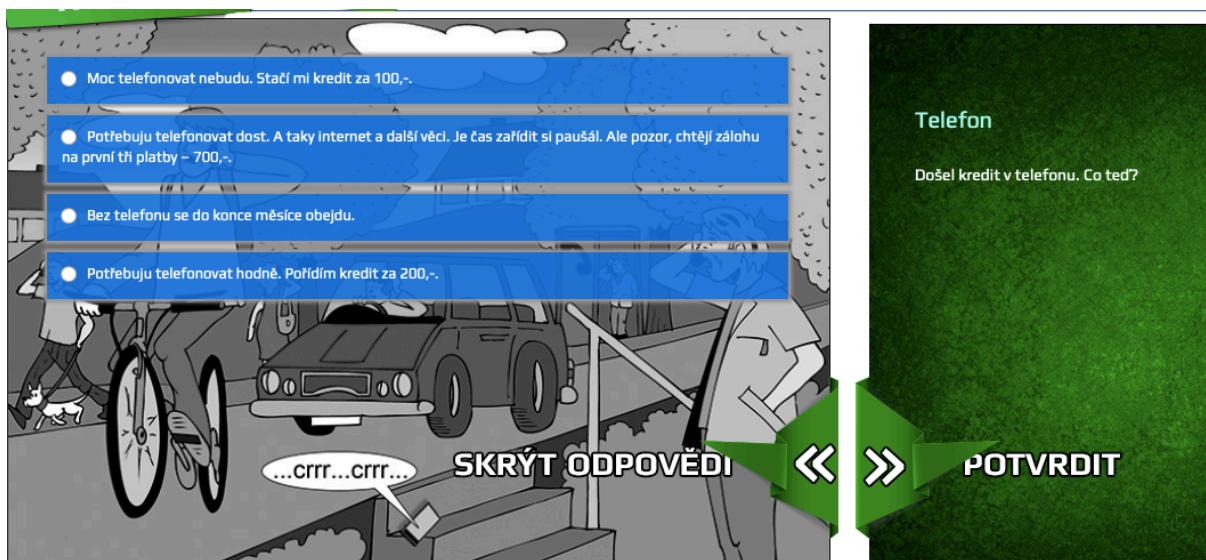 Moc telefonovat nebudu. Stačí mi kredit za 100,-.
Potřebuju telefonovat dost. A taky internet a další věci. Je čas zařídit si paušál. Ale pozor, chtějí zálohu
na první tři platby – 700,-.
Bez telefonu se do konce měsíce obejdu.
Potřebuju telefonovat hodně. Pořídím kredit za 200,-.
...crrr...crrr...
SKRÝT ODPOVĚDI
Telefon
Došel kredit v telefonu. Co teď?
POTVRDIT